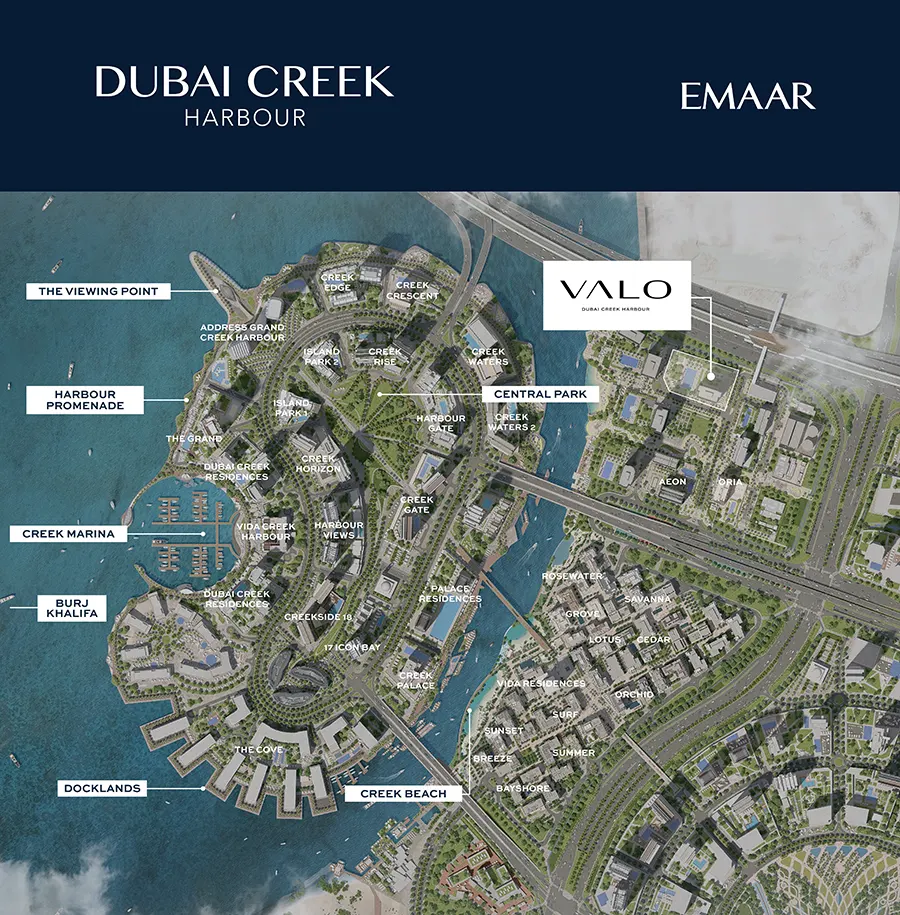 DUBAI CREEK
HARBOUR
EMAAR
THE VIEWING POINT
CREEK
EDGE
CREEK
CRESCENT
VALO
DUBAI CREEK HARBOUR
ADDRESS GRAND
CREEK HARBOUR
ISLAND
PARK 2
CREEK
RISE
CREEK
WATERS
HARBOUR
PROMENADE
CENTRAL PARK
ISLAND
PARK 1
HARBOUR
GATE
CREEK
WATERS 2
THE GRAND
DUBAI CREEK
RESIDENCES
CREEK
HORIZON
AEON
ORIA
CREEK
GATE
CREEK MARINA
VIDA CREEK
HARBOUR
HARBOUR
VIEWS
BURJ
KHALIFA
DUBAI CREEK
RESIDENCES
PALACE
RESIDENCES
ROSEWATER
SAVANNA
CREEKSIDE 18
GROVE
LOTUS
CEDAR
17 ICON BAY
CREEK
PALACE
VIDA RESIDENCES
ORCHID
SURF
SUNSET
THE COVE
BREEZE
SUMMER
DOCKLANDS
CREEK BEACH
BAYSHORE